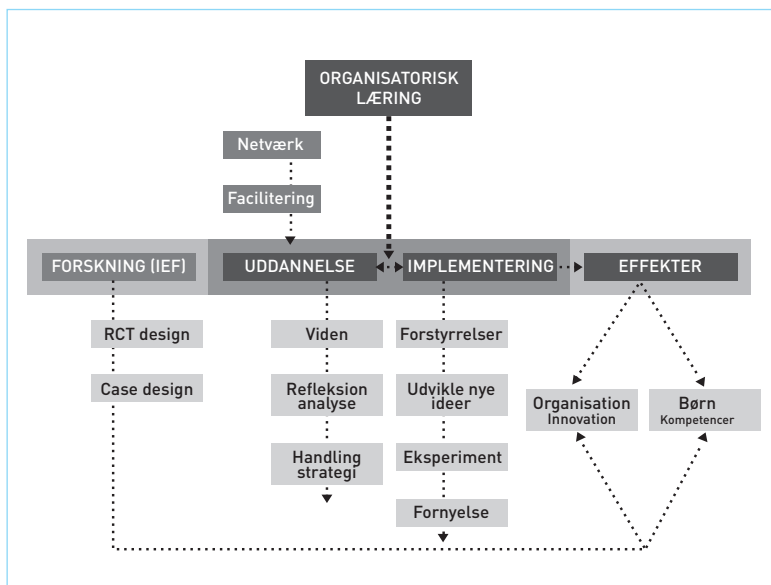 ORGANISATORISK
LÆRING
Netværk
Facilitering
FORSKNING (IEF)
UDDANNELSE
IMPLEMENTERING
EFFEKTER
RCT design
Case design
Viden
Refleksion
analyse
Handling
strategi
Forstyrrelser
Udvikle nye
ideer
Eksperiment
Fornyelse
Organisation
Innovation
Børn
Kompetencer